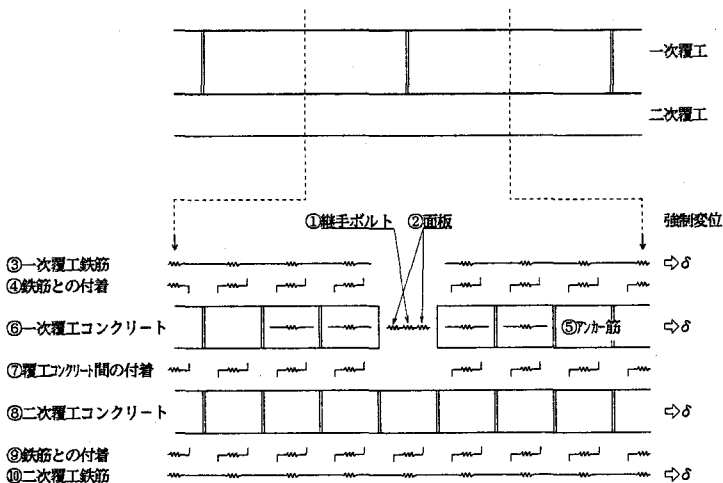 一次覆工
二次覆工
①継手ボルト ②面板 強制変位
③一次覆工鉄筋 ⇨δ
④鉄筋との付着
⑥一次覆工コンクリート ⑤アンカー筋 ⇨δ
⑦覆工コンクリート間の付着
⑧二次覆工コンクリート ⇨δ
⑨鉄筋との付着
⑩二次覆工鉄筋 ⇨δ